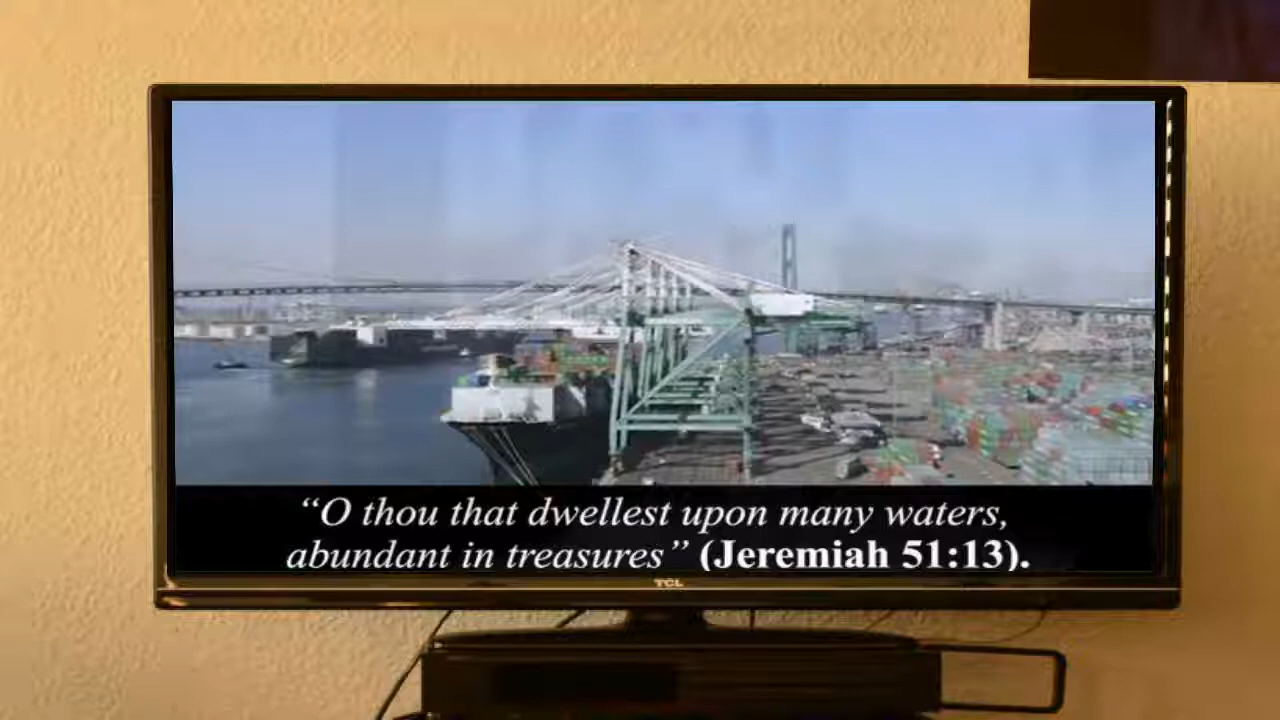 “O thou that dwellest upon many waters,
abundant in treasures” (Jeremiah 51:13).
TCL